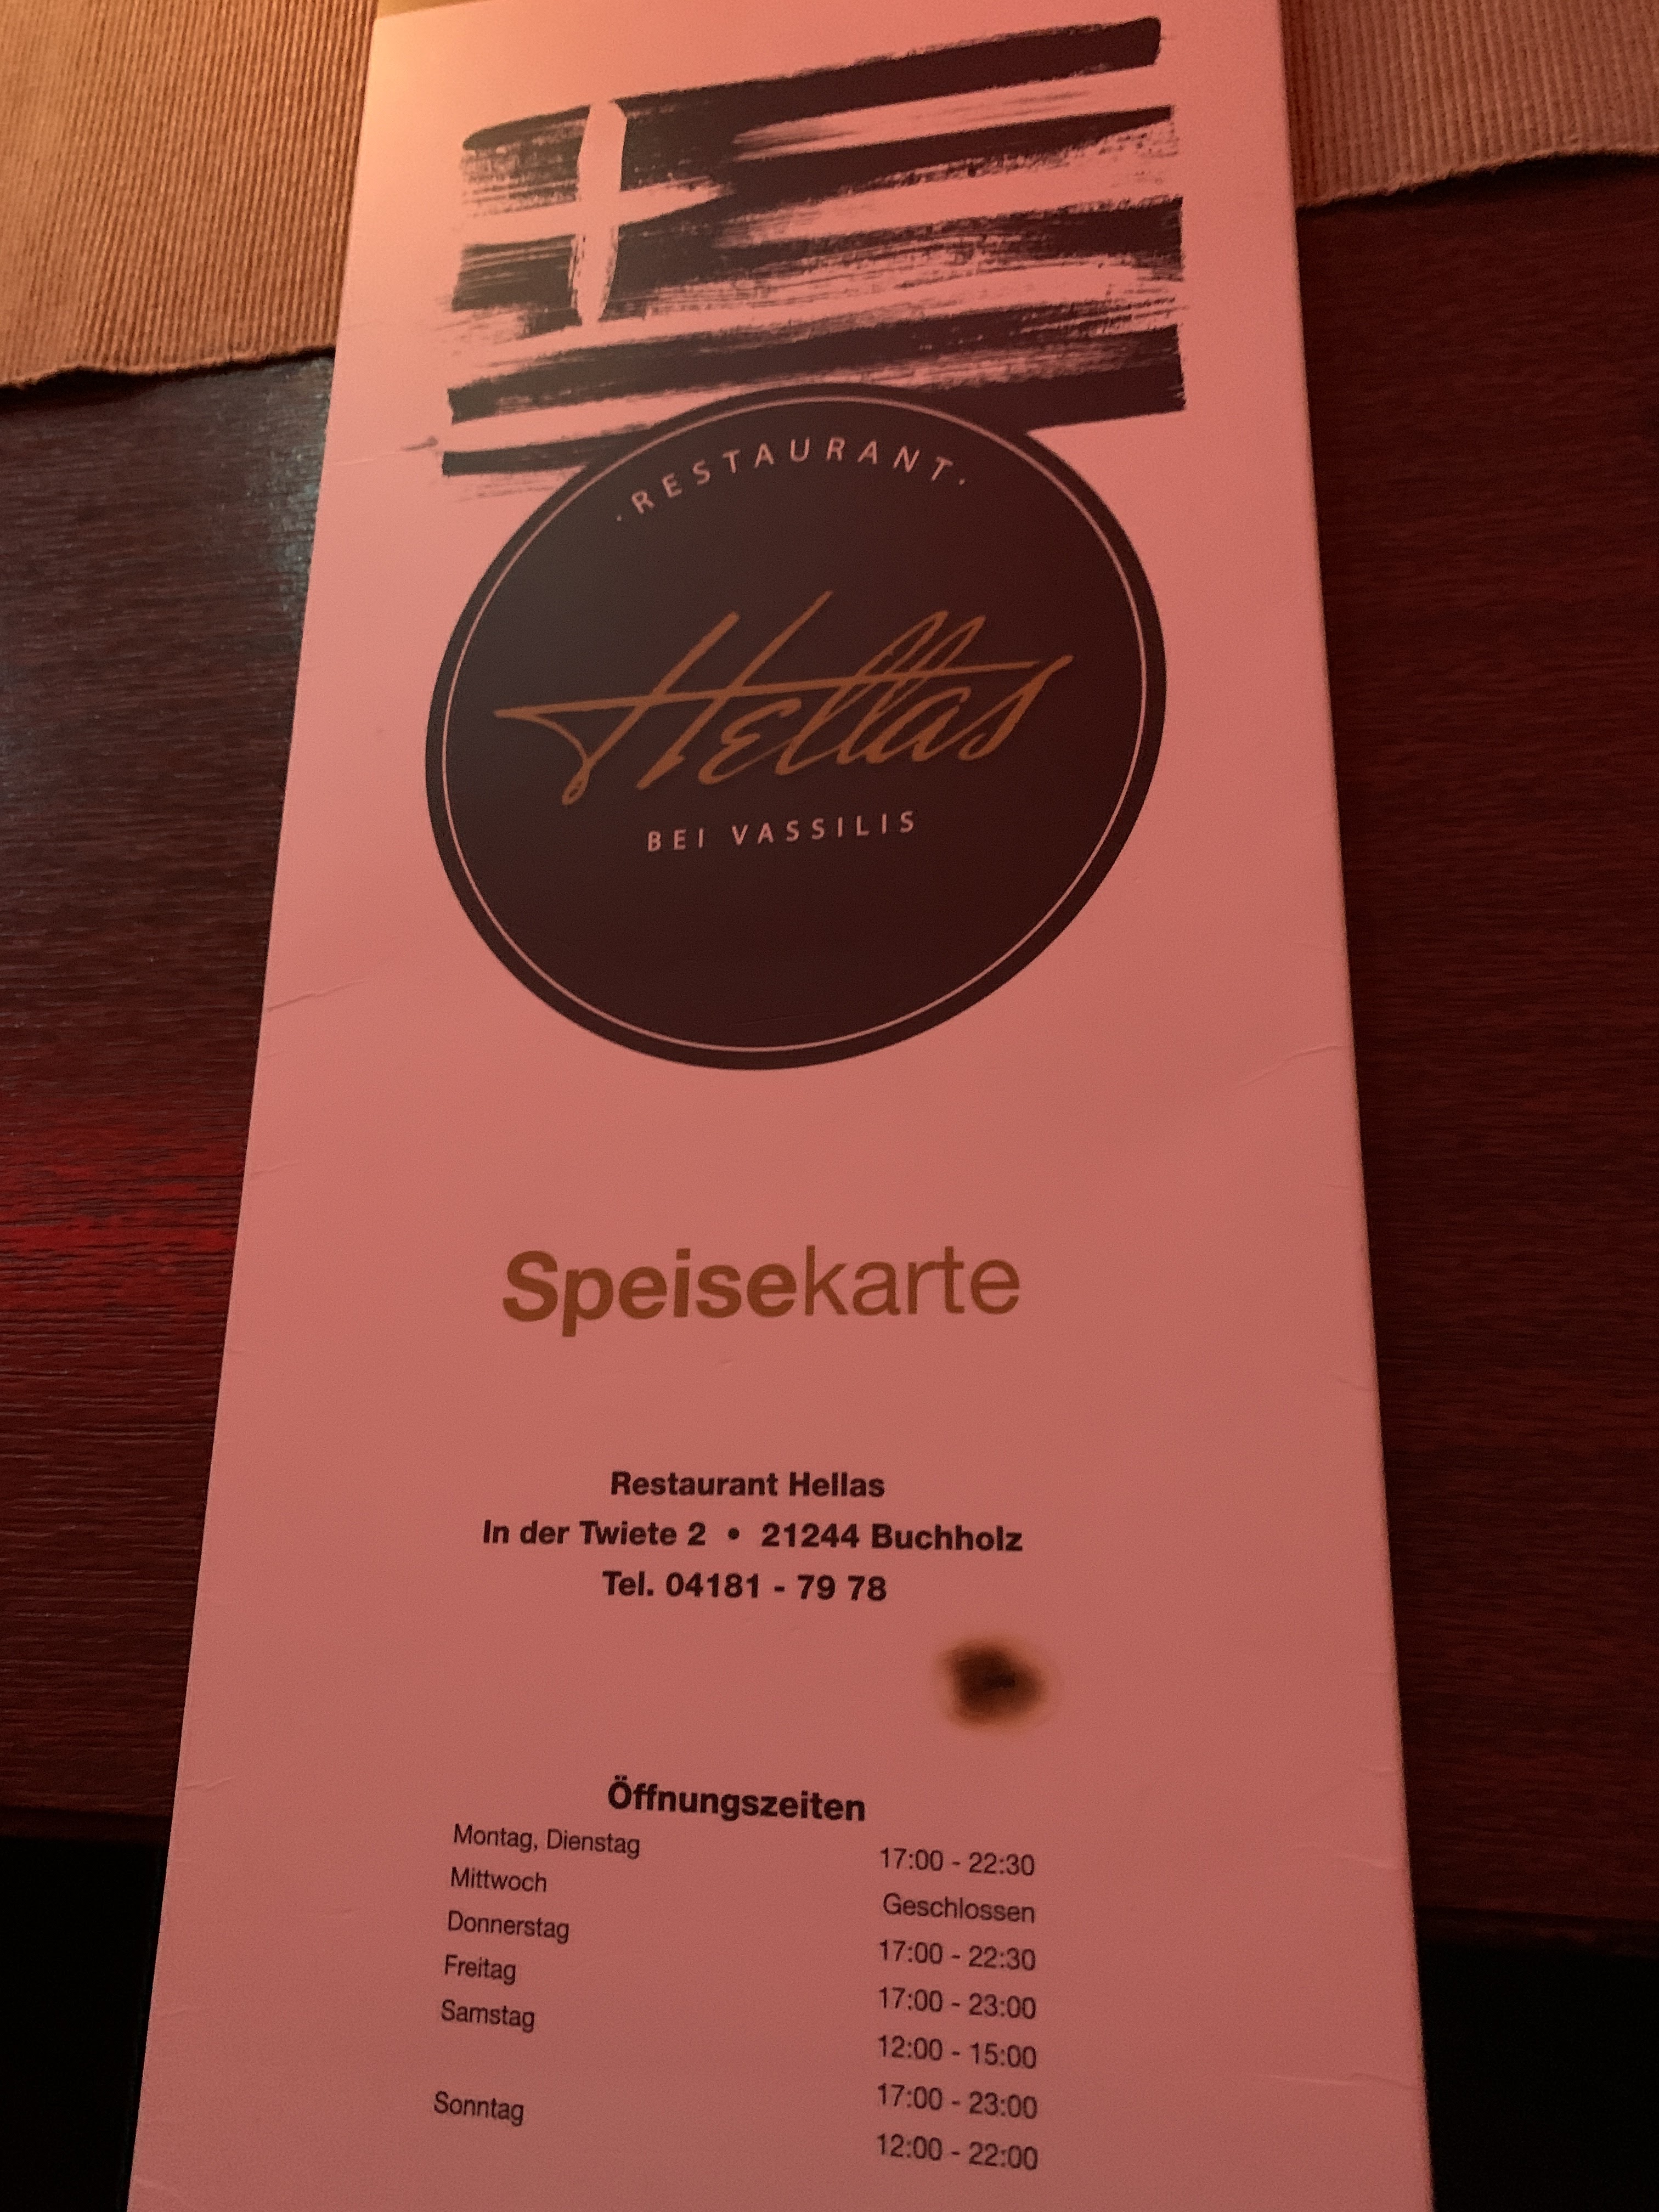 · RESTAURANT ·
Hellas
BEI VASSILIS
Speisekarte
Restaurant Hellas
In der Twiete 2 • 21244 Buchholz
Tel. 04181 - 79 78
Öffnungszeiten
Montag, Dienstag 17:00 - 22:30
Mittwoch Geschlossen
Donnerstag 17:00 - 22:30
Freitag 17:00 - 23:00
Samstag 12:00 - 15:00
17:00 - 23:00
Sonntag 12:00 - 22:00